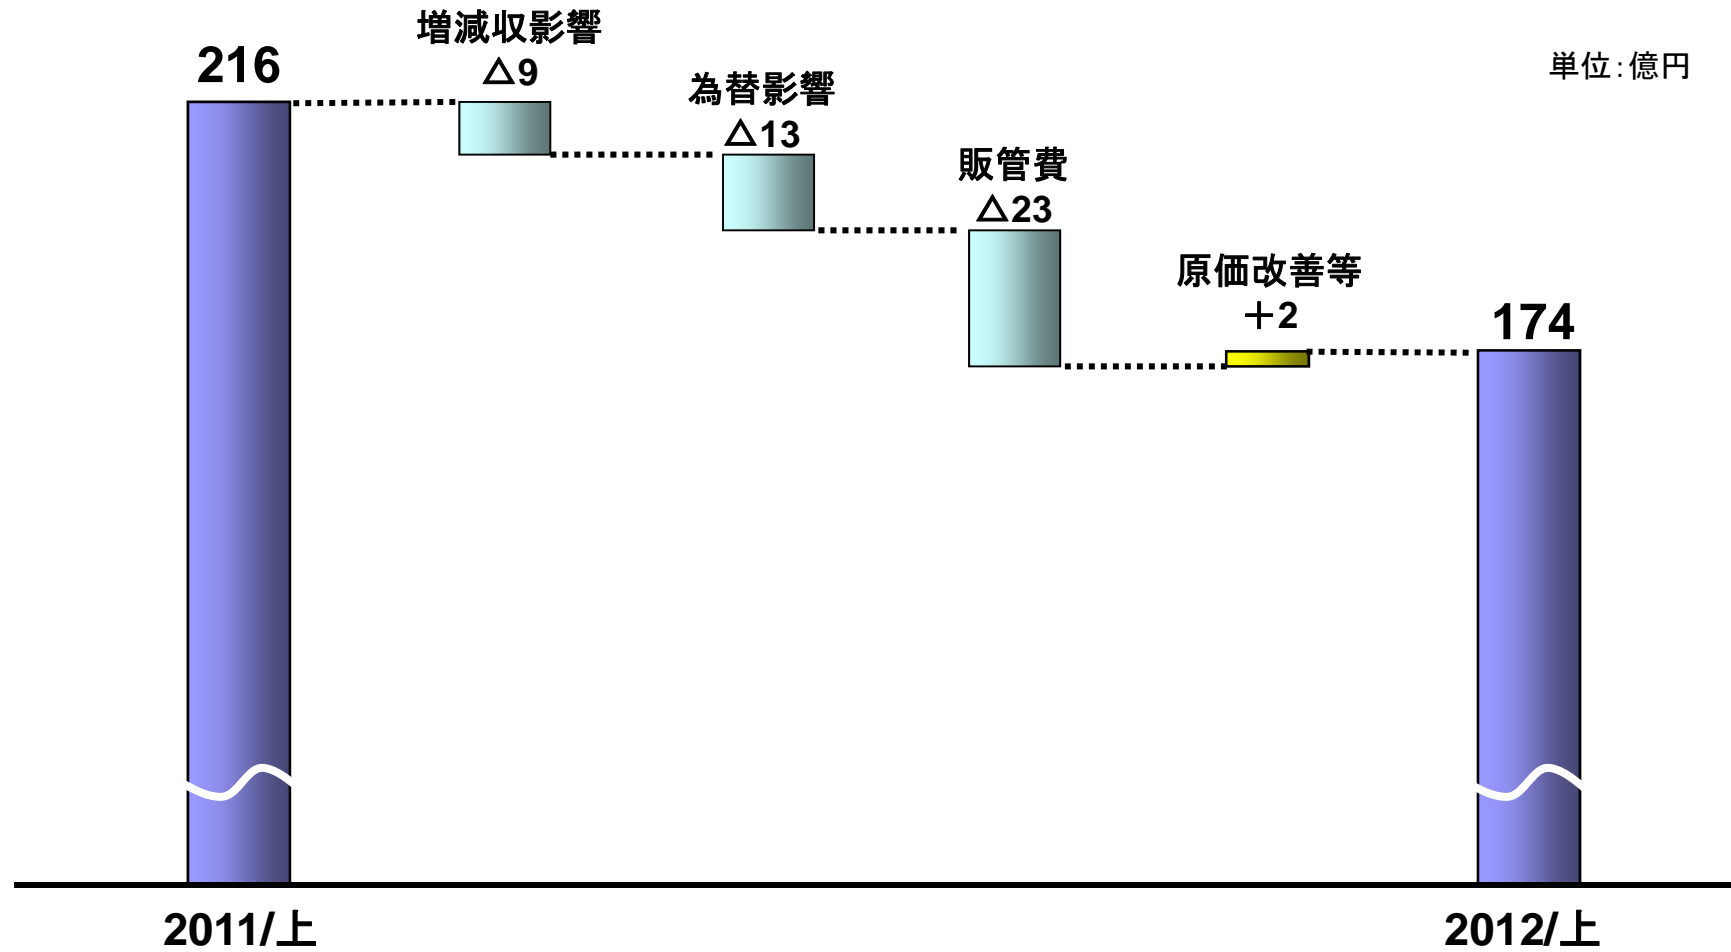 単位：億円
216
増減収影響
△9
為替影響
△13
販管費
△23
原価改善等
＋2
174
2011/上
2012/上